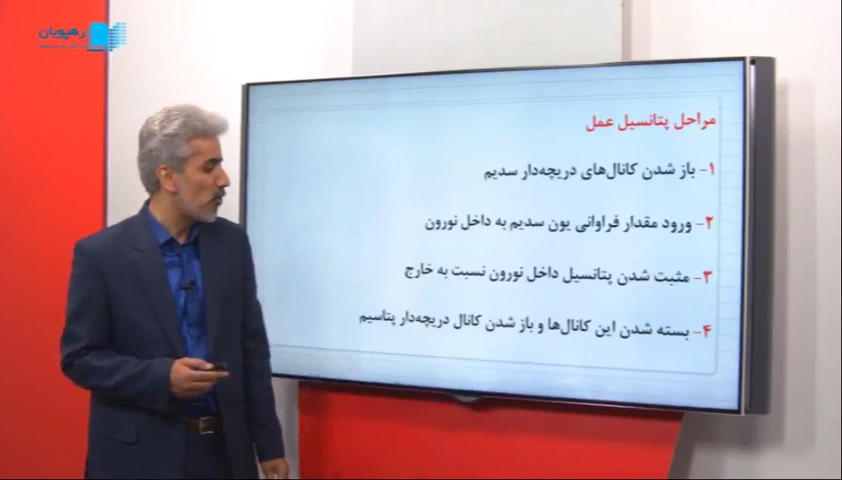 رهپویان
مراحل پتانسیل عمل
۱- باز شدن کانال‌های دریچه‌دار سدیم
۲- ورود مقدار فراوانی یون سدیم به داخل نورون
۳- مثبت شدن پتانسیل داخل نورون نسبت به خارج
۴- بسته شدن این کانال‌ها و باز شدن کانال دریچه‌دار پتاسیم